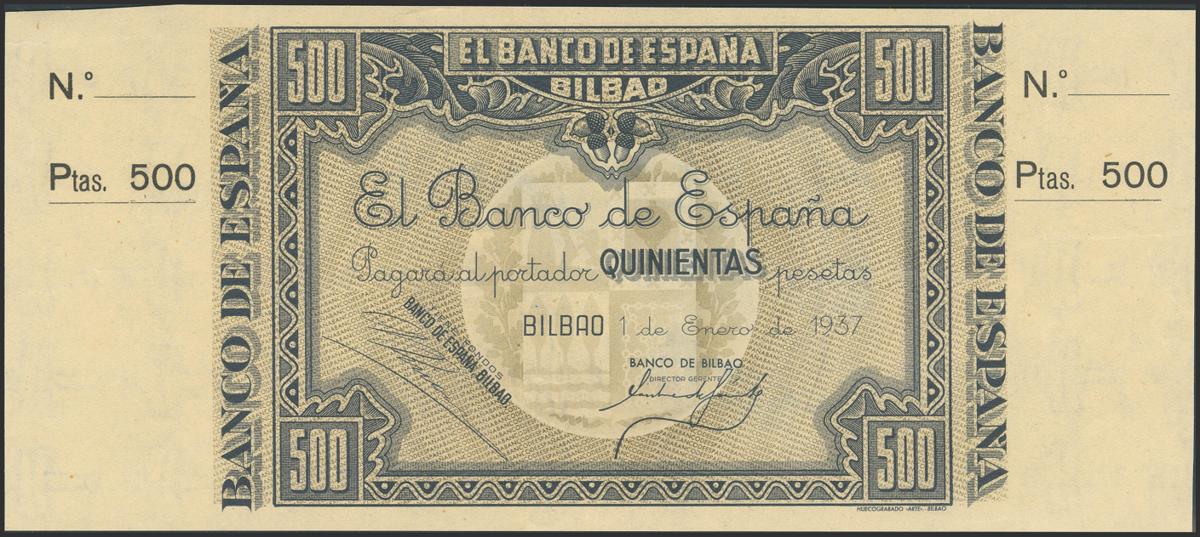 N.º
Ptas. 500
BANCO DE ESPAÑA
500
EL BANCO DE ESPAÑA
BILBAO
500
El Banco de España
Pagará al portador QUINIENTAS pesetas
BILBAO 1 de Enero de 1937
BANCO DE ESPAÑA BILBAO.
BANCO DE BILBAO
DIRECTOR GERENTE
500
500
HUECOGRABADO «ARTE».- BILBAO
BANCO DE ESPAÑA
N.º
Ptas. 500